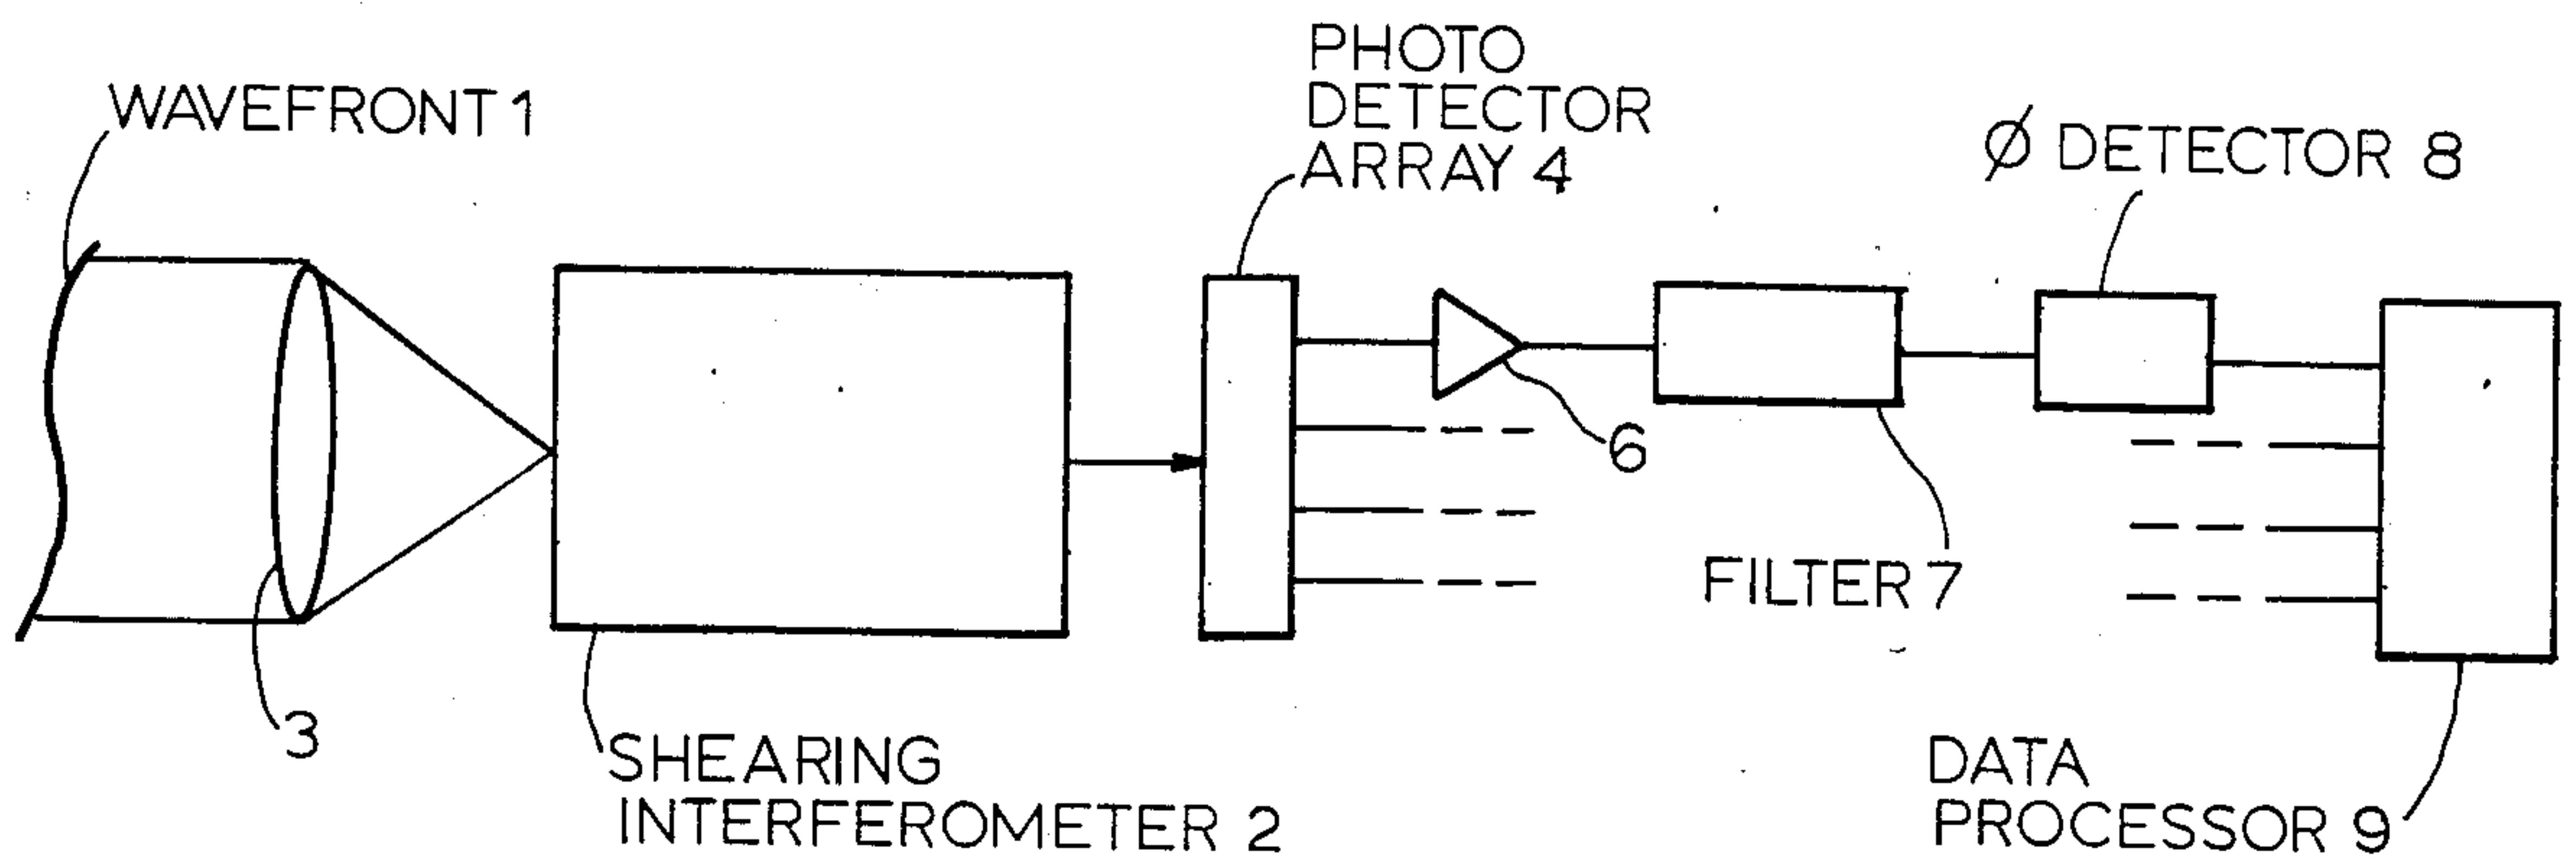 WAVEFRONT 1
PHOTO
DETECTOR
ARRAY 4
Ø DETECTOR 8
6
FILTER 7
3
SHEARING
INTERFEROMETER 2
DATA
PROCESSOR 9